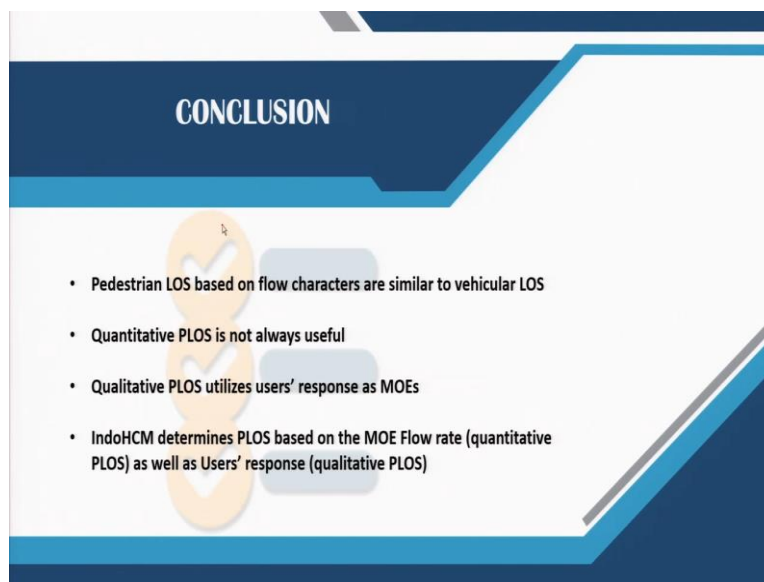 CONCLUSION
• Pedestrian LOS based on flow characters are similar to vehicular LOS
• Quantitative PLOS is not always useful
• Qualitative PLOS utilizes users' response as MOEs
• IndoHCM determines PLOS based on the MOE Flow rate (quantitative
PLOS) as well as Users' response (qualitative PLOS)